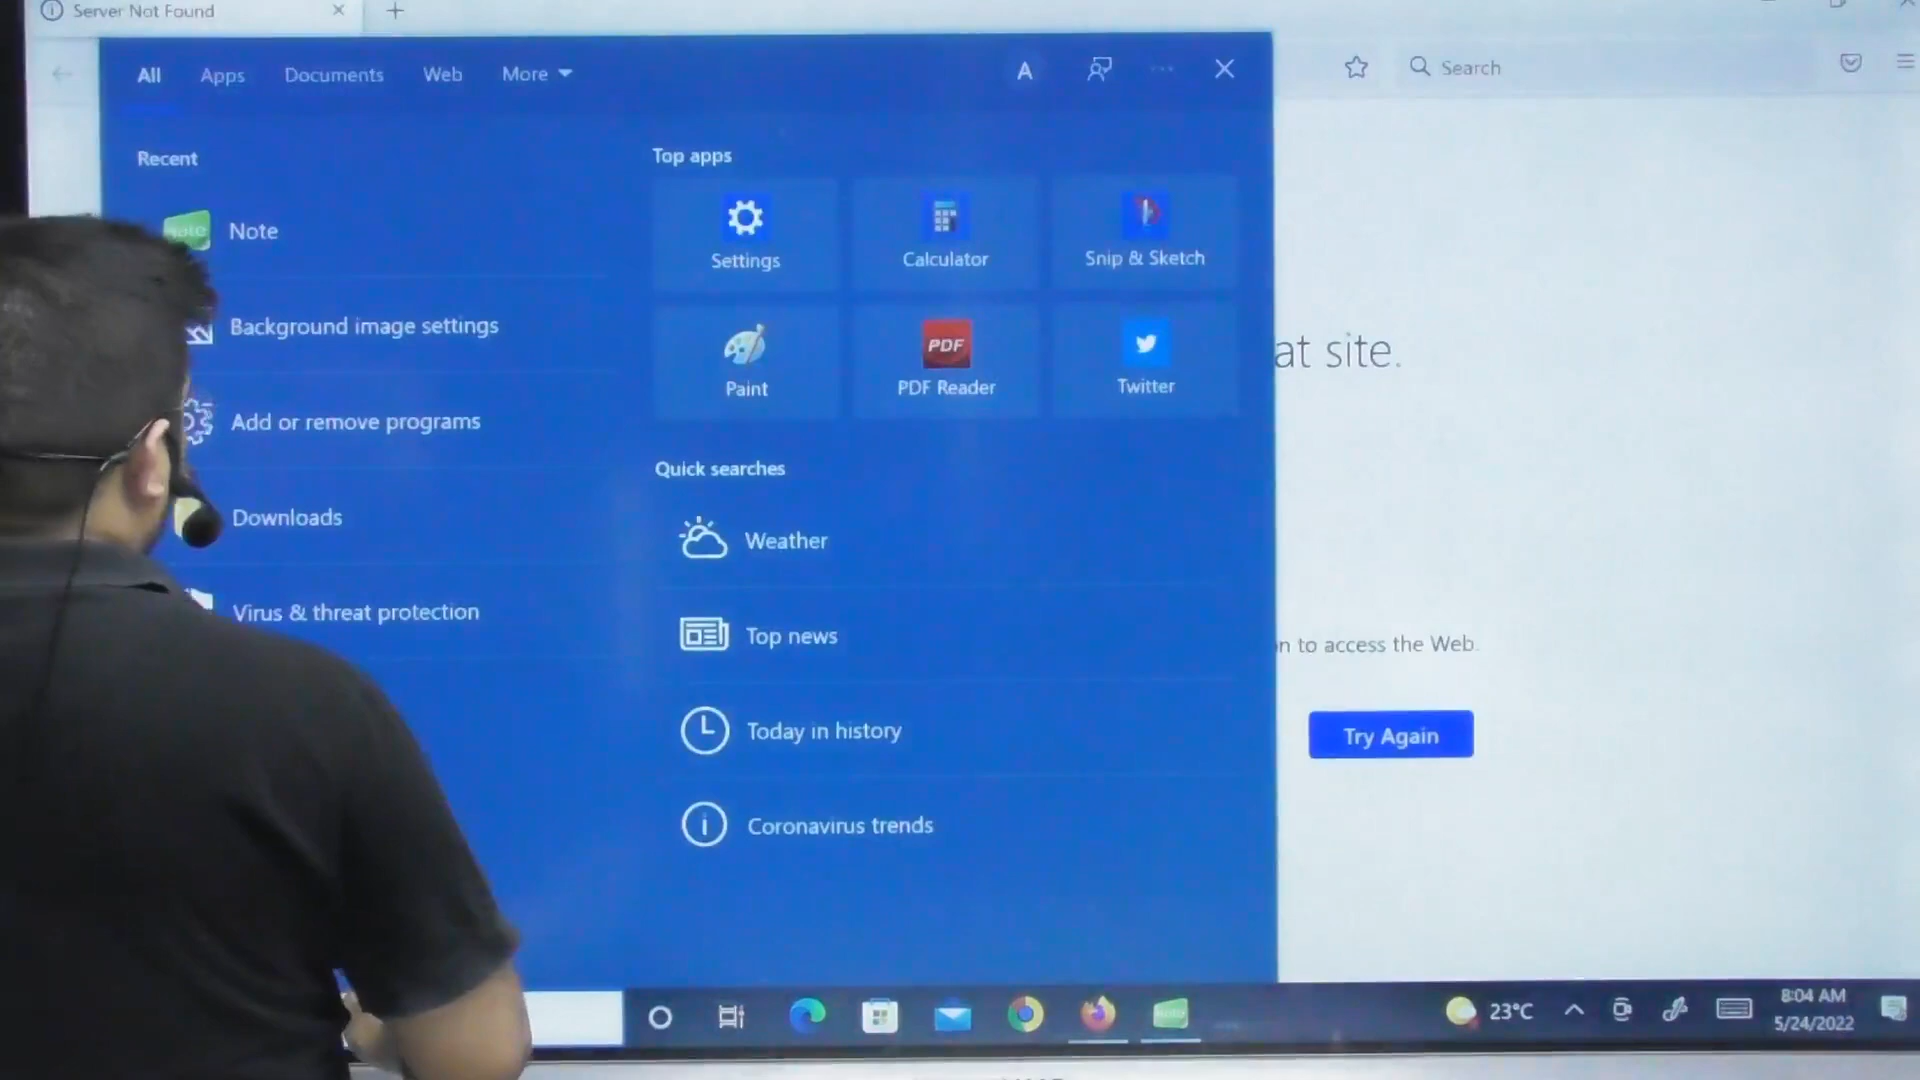 Server Not Found
All Apps Documents Web More A
Search
Recent
Note
Background image settings
Add or remove programs
Downloads
Virus & threat protection
Top apps
Settings
Calculator
Snip & Sketch
Paint
PDF
PDF Reader
Twitter
Quick searches
Weather
Top news
Today in history
Coronavirus trends
at site.
n to access the Web.
Try Again
23°C
8:04 AM
5/24/2022